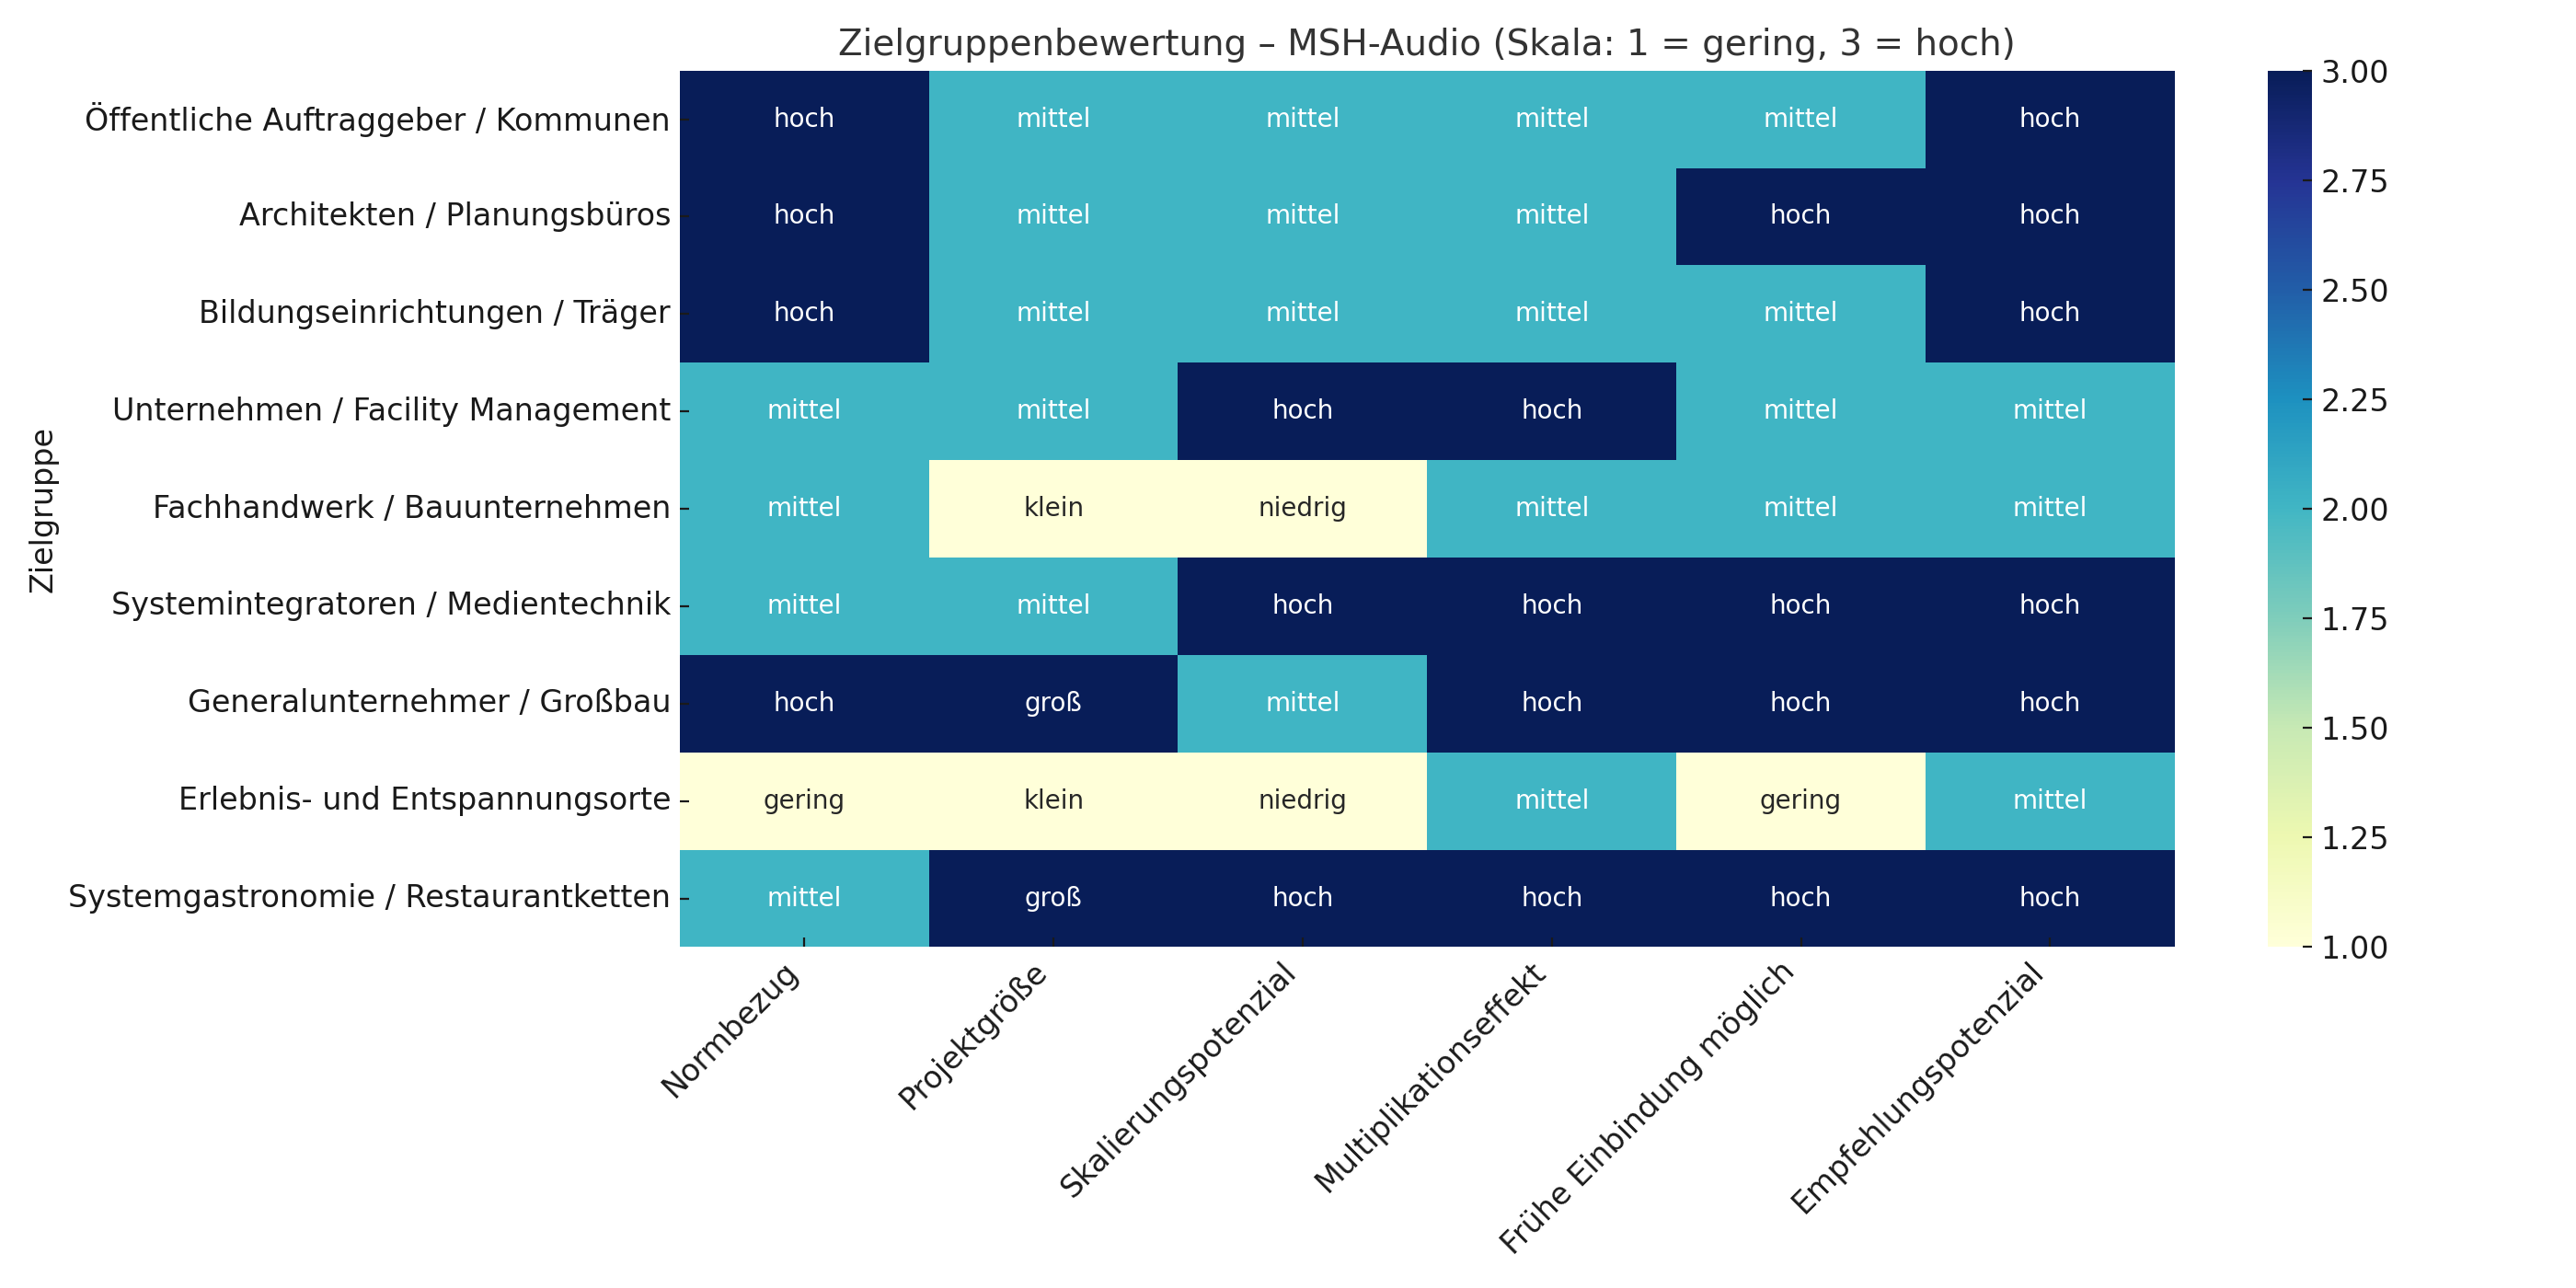 Zielgruppenbewertung – MSH-Audio (Skala: 1 = gering, 3 = hoch)
Zielgruppe
Öffentliche Auftraggeber / Kommunen hoch mittel mittel mittel mittel hoch
Architekten / Planungsbüros hoch mittel mittel mittel hoch hoch
Bildungseinrichtungen / Träger hoch mittel mittel mittel mittel hoch
Unternehmen / Facility Management mittel mittel hoch hoch mittel mittel
Fachhandwerk / Bauunternehmen mittel klein niedrig mittel mittel mittel
Systemintegratoren / Medientechnik mittel mittel hoch hoch hoch hoch
Generalunternehmer / Großbau hoch groß mittel hoch hoch hoch
Erlebnis- und Entspannungsorte gering klein niedrig mittel gering mittel
Systemgastronomie / Restaurantketten mittel groß hoch hoch hoch hoch
Normbezug
Projektgröße
Skalierungspotenzial
Multiplikationseffekt
Frühe Einbindung möglich
Empfehlungspotenzial
3.00
2.75
2.50
2.25
2.00
1.75
1.50
1.25
1.00